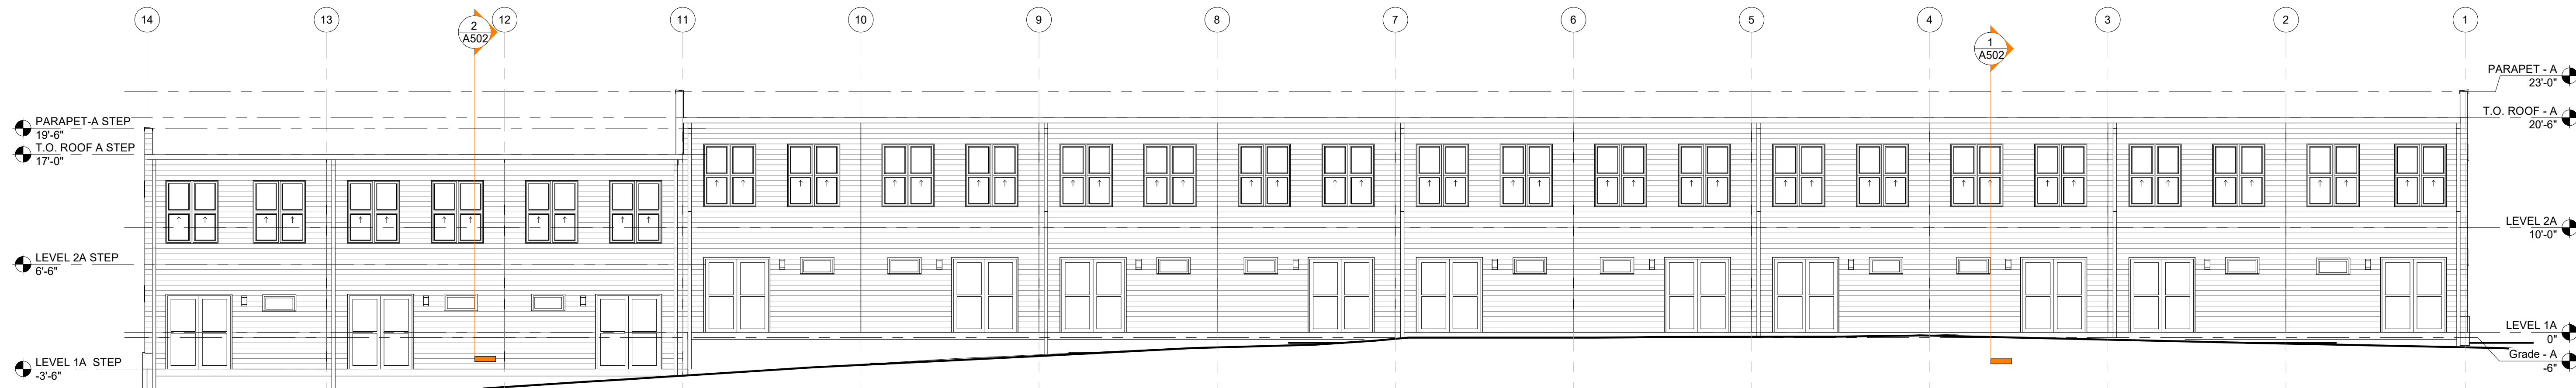 14
13
2
A502
12
11
10
9
8
7
6
5
4
1
A502
3
2
1
PARAPET - A
23'-0"
PARAPET-A STEP
19'-6"
T.O. ROOF - A
20'-6"
T.O. ROOF A STEP
17'-0"
LEVEL 2A
10'-0"
LEVEL 2A STEP
6'-6"
LEVEL 1A
0"
LEVEL 1A STEP
-3'-6"
Grade - A
-6"